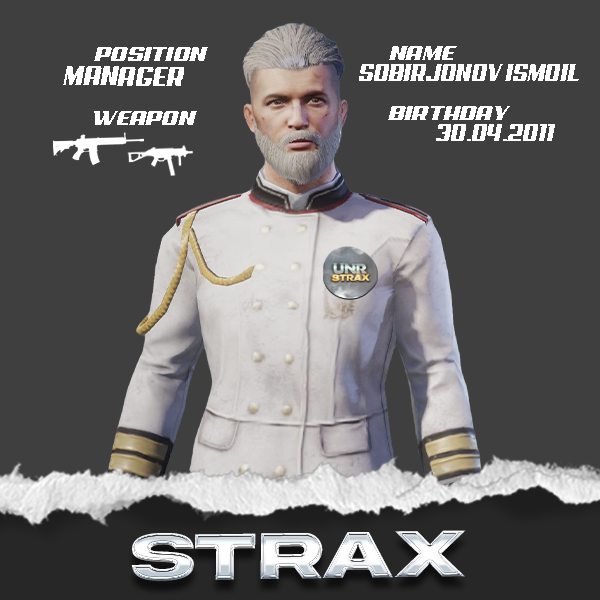 POSITION
MANAGER
WEAPON
NAME
SOBIRJONOV ISMOIL
BIRTHDAY
30.04.2011
UNR
STRAX
STRAX